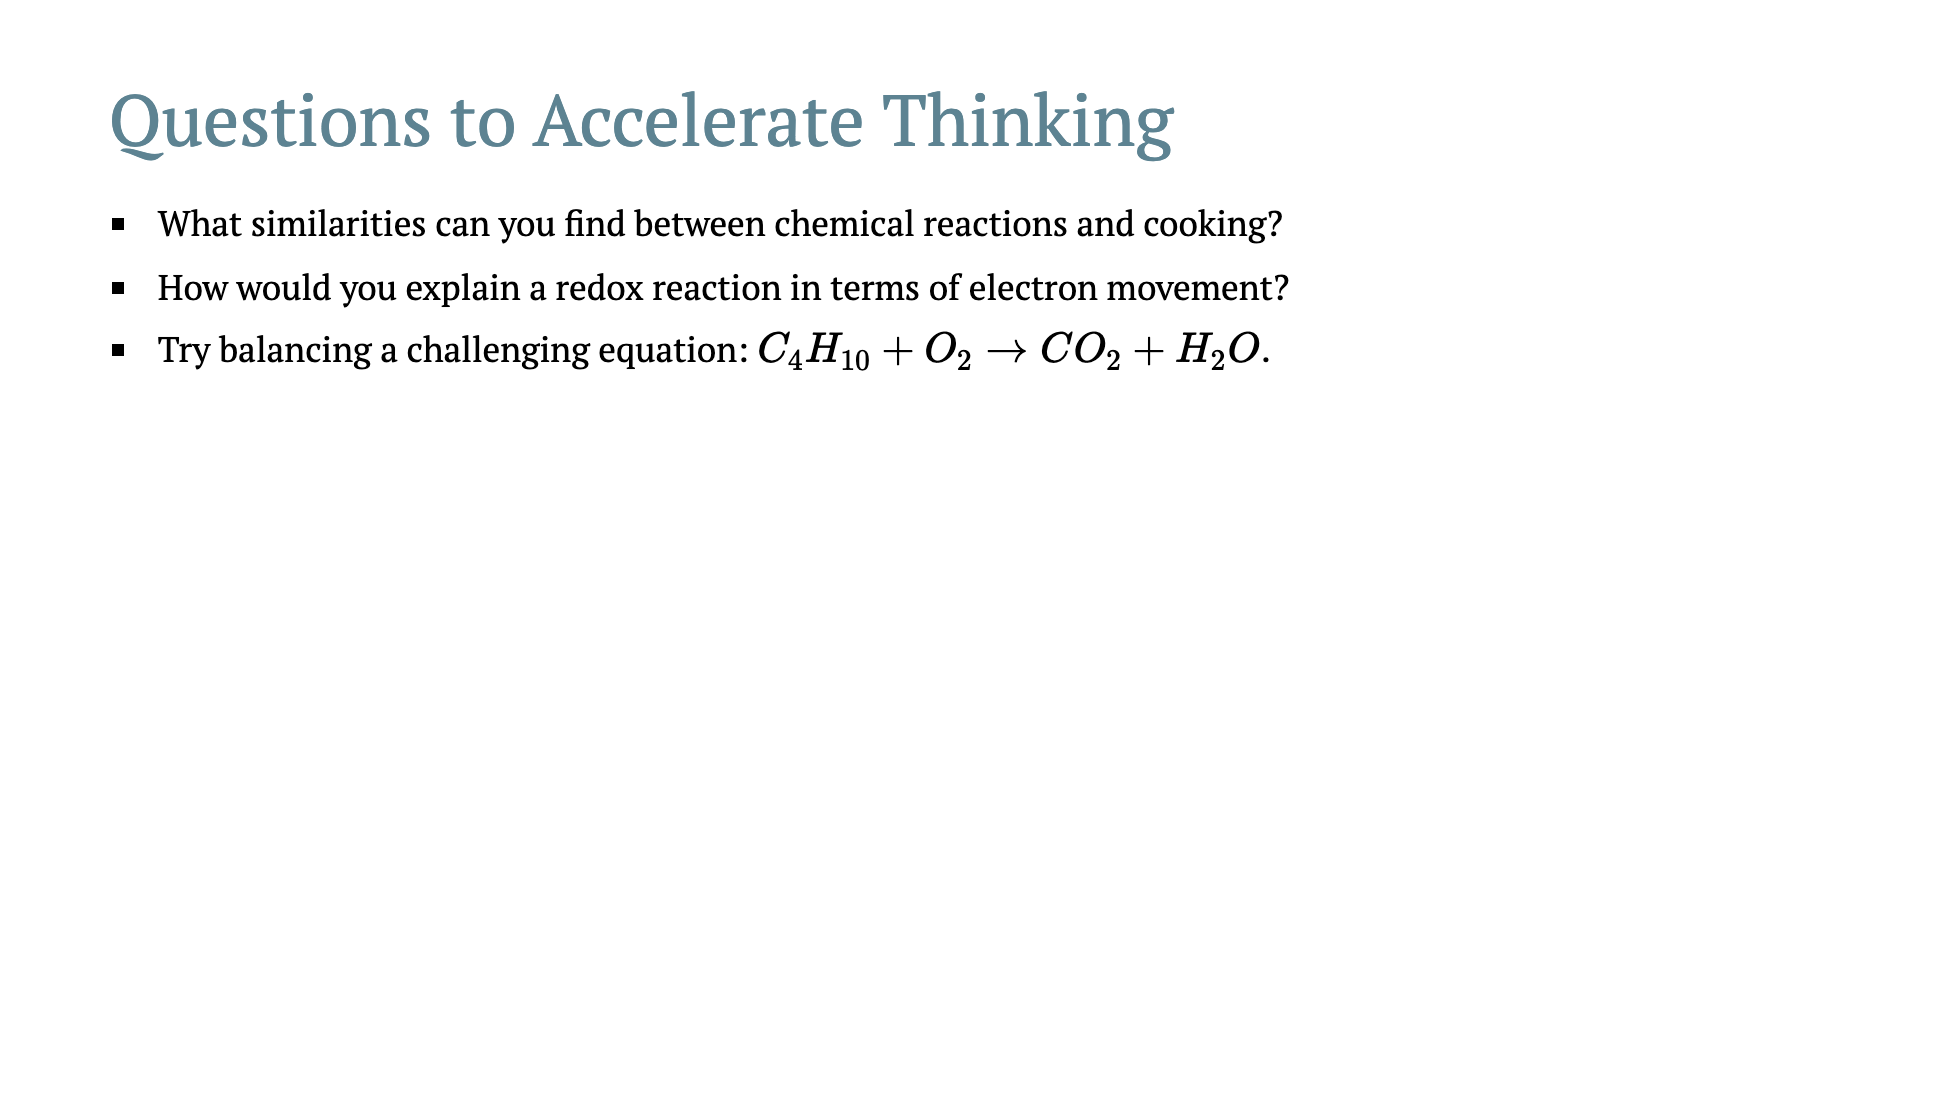 Questions to Accelerate Thinking
▪ What similarities can you find between chemical reactions and cooking?
▪ How would you explain a redox reaction in terms of electron movement?
▪ Try balancing a challenging equation: C₄H₁₀ + O₂ → CO₂ + H₂O.